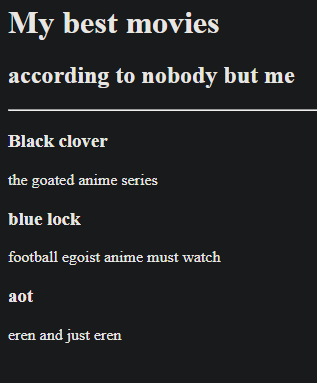 My best movies
according to nobody but me
Black clover
the goated anime series
blue lock
football egoist anime must watch
aot
eren and just eren